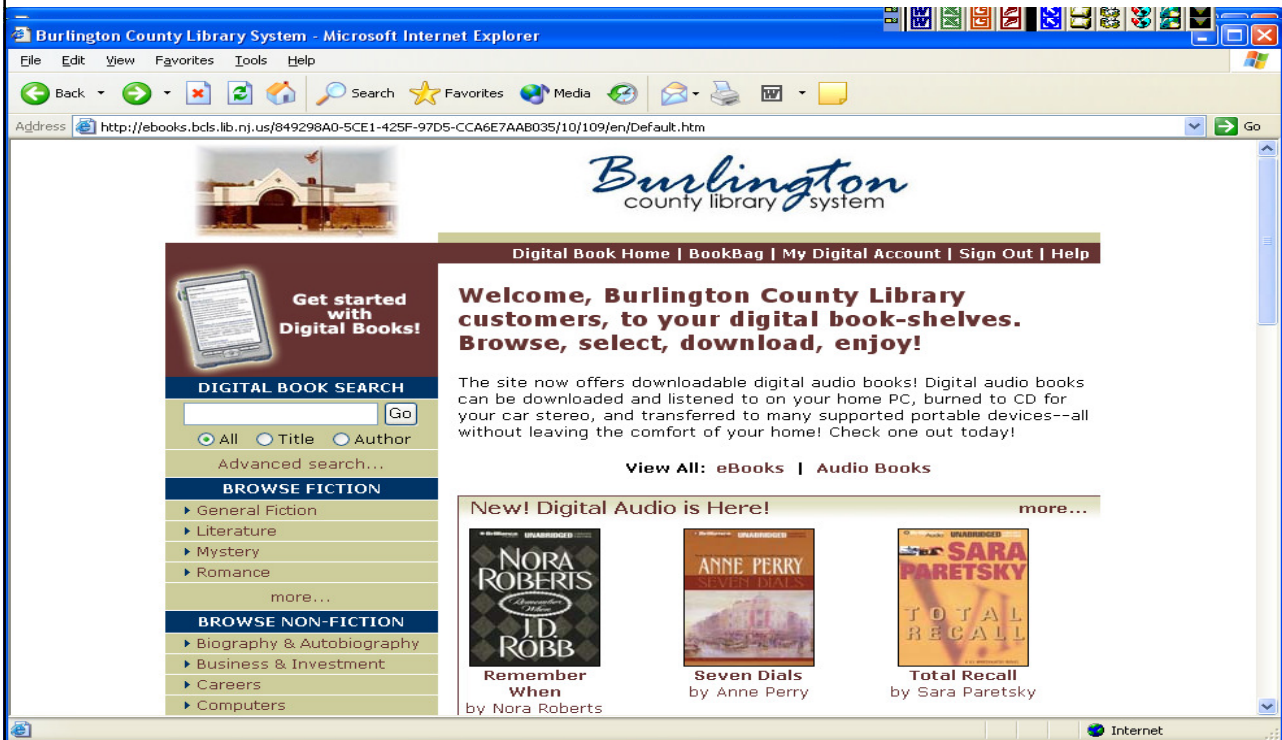 Burlington County Library System - Microsoft Internet Explorer
File Edit View Favorites Tools Help
Back Search Favorites Media
Address http://ebooks.bcls.lib.nj.us/849298A0-5CE1-425F-97D5-CCA6E7AAB035/10/109/en/Default.htm Go
Burlington
county library system
Digital Book Home | BookBag | My Digital Account | Sign Out | Help
Get started
with
Digital Books!
DIGITAL BOOK SEARCH
Go
All Title Author
Advanced search...
BROWSE FICTION
General Fiction
Literature
Mystery
Romance
more...
BROWSE NON-FICTION
Biography & Autobiography
Business & Investment
Careers
Computers
Welcome, Burlington County Library
customers, to your digital book-shelves.
Browse, select, download, enjoy!
The site now offers downloadable digital audio books! Digital audio books
can be downloaded and listened to on your home PC, burned to CD for
your car stereo, and transferred to many supported portable devices--all
without leaving the comfort of your home! Check one out today!
View All: eBooks | Audio Books
New! Digital Audio is Here! more...
UNABRIDGED
NORA
ROBERTS
Remember
When
J.D.
ROBB
Remember
When
by Nora Roberts
UNABRIDGED
ANNE PERRY
SEVEN DIALS
Seven Dials
by Anne Perry
Audio UNABRIDGED
SARA
PARETSKY
TOTAL
RECALL
Total Recall
by Sara Paretsky
Internet